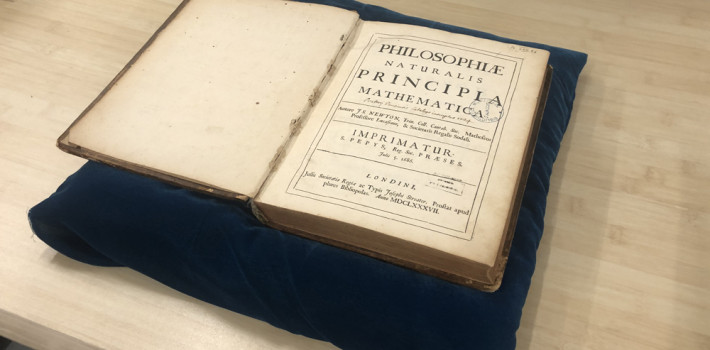 PHILOSOPHIÆ
NATURALIS
PRINCIPIA
MATHEMATICA
Autore JS. NEWTON, Trin. Coll. Cantab. Soc. Matheseos
Professore Lucasiano, & Societatis Regalis Sodali.
IMPRIMATUR.
S. PEPYS, Reg. Soc. PRÆSES.
Julii 5. 1686.
LONDINI,
Jussu Societatis Regiæ ac Typis Josephi Streater. Prostat apud
plures Bibliopolas. Anno MDCLXXXVII.